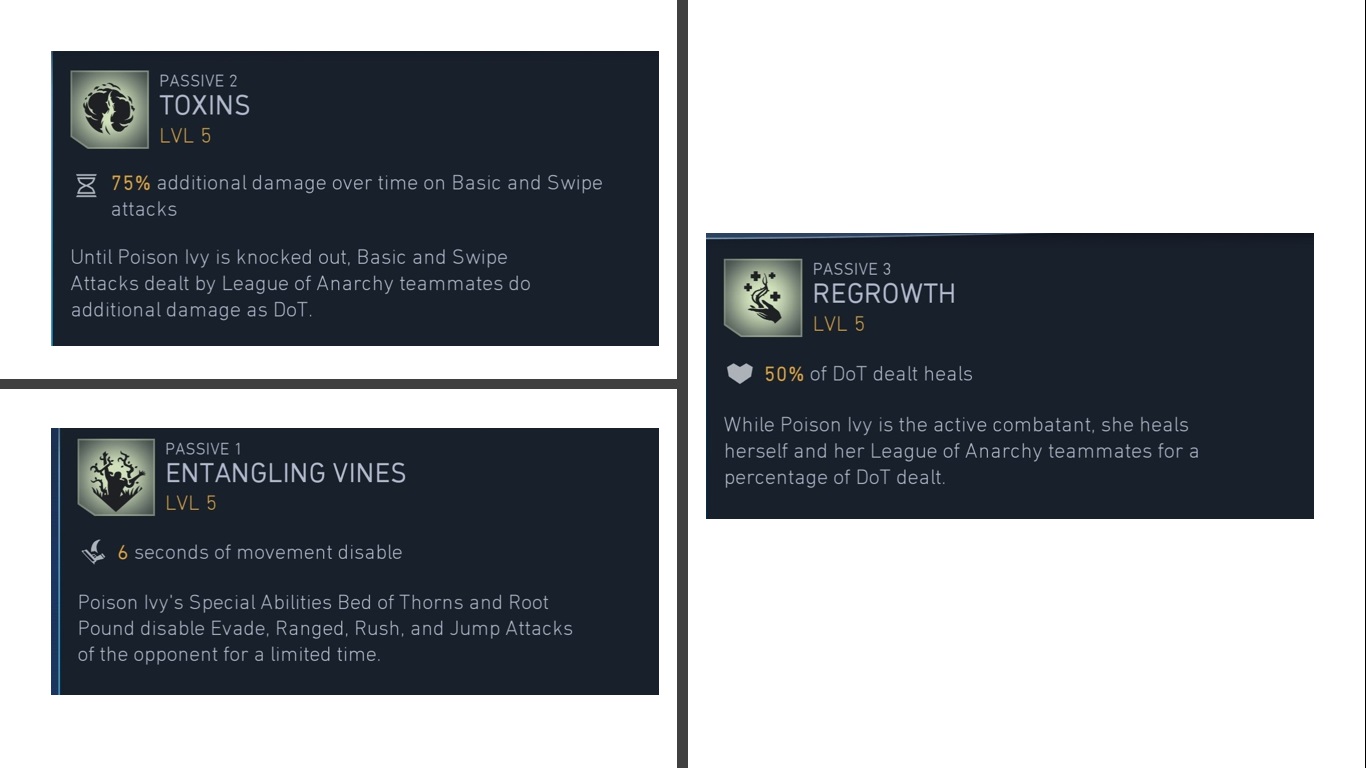 PASSIVE 2
TOXINS
LVL 5
75% additional damage over time on Basic and Swipe
attacks
Until Poison Ivy is knocked out, Basic and Swipe
Attacks dealt by League of Anarchy teammates do
additional damage as DoT.
PASSIVE 1
ENTANGLING VINES
LVL 5
6 seconds of movement disable
Poison Ivy's Special Abilities Bed of Thorns and Root
Pound disable Evade, Ranged, Rush, and Jump Attacks
of the opponent for a limited time.
PASSIVE 3
REGROWTH
LVL 5
50% of DoT dealt heals
While Poison Ivy is the active combatant, she heals
herself and her League of Anarchy teammates for a
percentage of DoT dealt.